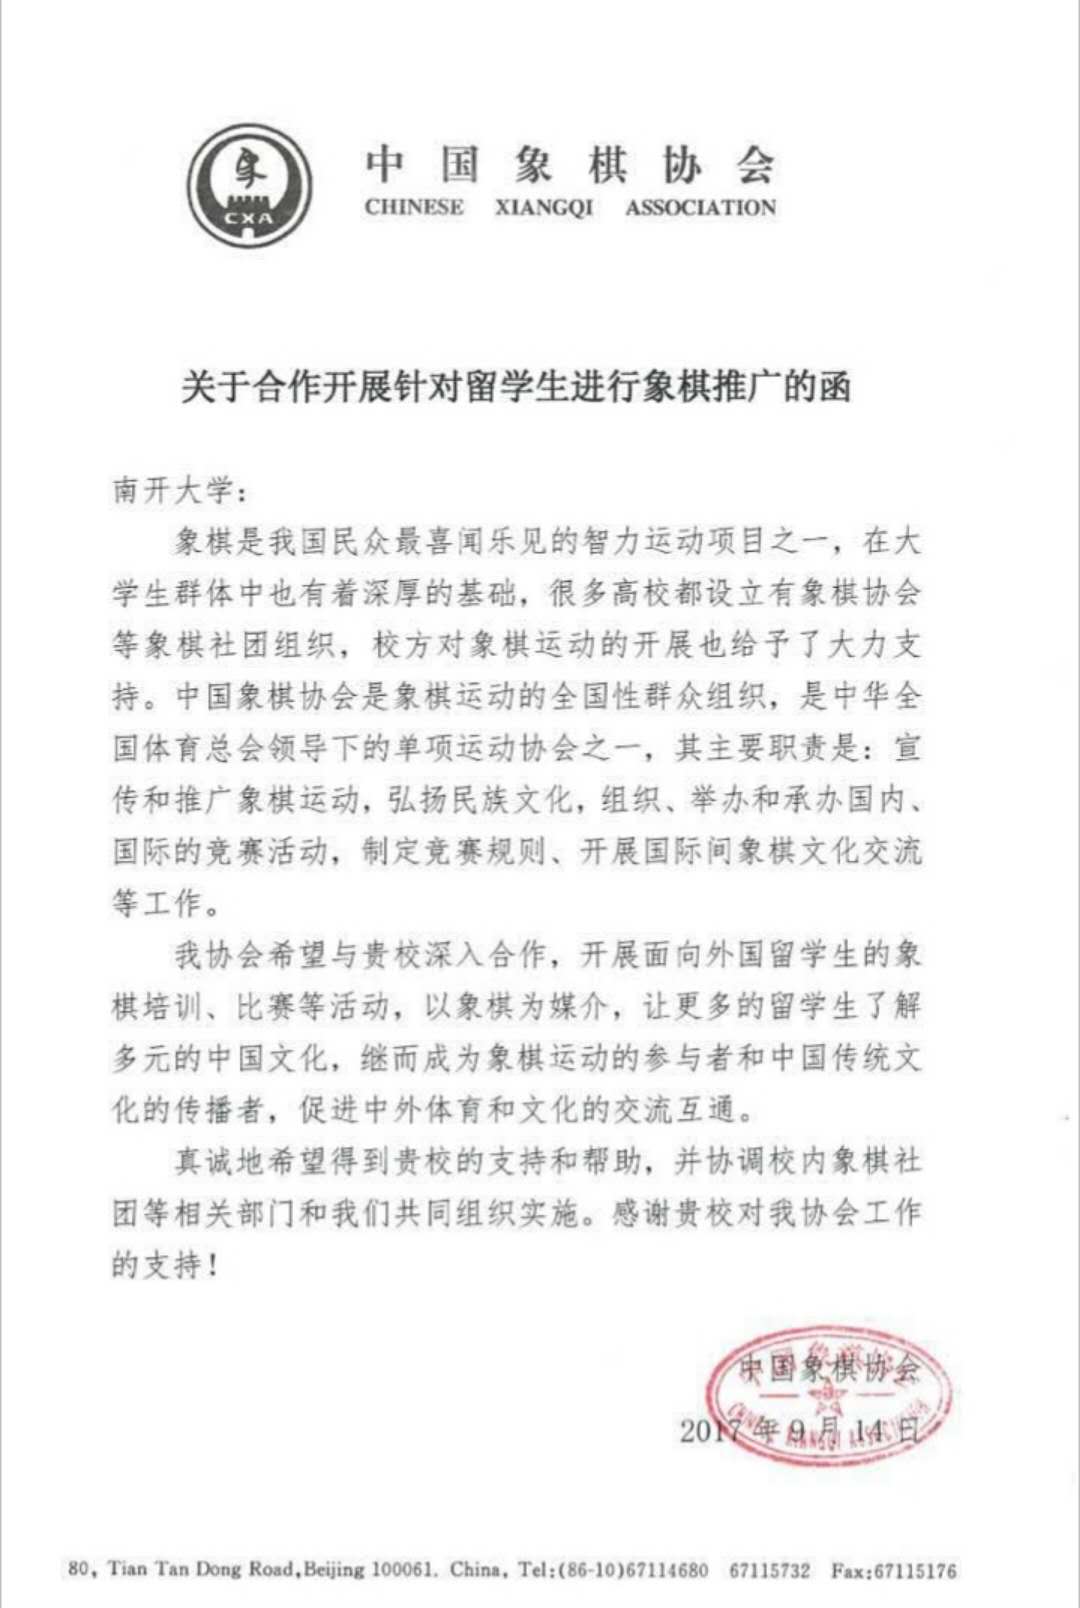 象
CXA
中国象棋协会
CHINESE XIANGQI ASSOCIATION
关于合作开展针对留学生进行象棋推广的函
南开大学：
象棋是我国民众最喜闻乐见的智力运动项目之一，在大
学生群体中也有着深厚的基础，很多高校都设立有象棋协会
等象棋社团组织，校方对象棋运动的开展也给予了大力支
持。中国象棋协会是象棋运动的全国性群众组织，是中华全
国体育总会领导下的单项运动协会之一，其主要职责是：宣
传和推广象棋运动，弘扬民族文化，组织、举办和承办国内、
国际的竞赛活动，制定竞赛规则、开展国际间象棋文化交流
等工作。
我协会希望与贵校深入合作，开展面向外国留学生的象
棋培训、比赛等活动，以象棋为媒介，让更多的留学生了解
多元的中国文化，继而成为象棋运动的参与者和中国传统文
化的传播者，促进中外体育和文化的交流互通。
真诚地希望得到贵校的支持和帮助，并协调校内象棋社
团等相关部门和我们共同组织实施。感谢贵校对我协会工作
的支持！
中国象棋协会
中国象棋协会
CHINESE XIANGQI ASSOCIATION
2017年9月14日
80, Tian Tan Dong Road,Beijing 100061. China, Tel:(86-10)67114680 67115732 Fax:67115176